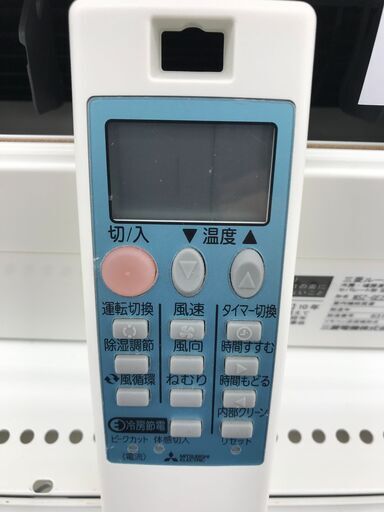 切/入 ▼ 温度 ▲
運転切換 風速 タイマー切換
除湿調節 風向 時間すすむ
風循環 ねむり 時間もどる
冷房節電 内部クリーン
ピークカット 体感切入 リセット
(電流)
MITSUBISHI
ELECTRIC